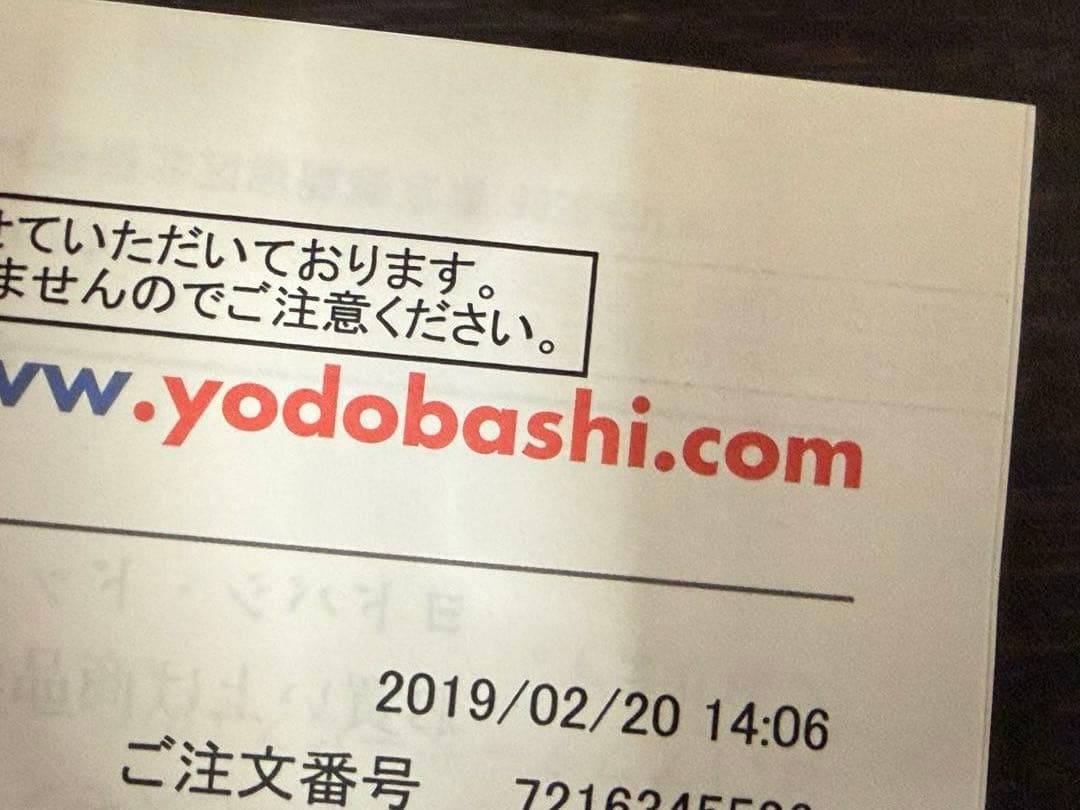 せていただいております。
ませんのでご注意ください。
www.yodobashi.com
2019/02/20 14:06
ご注文番号